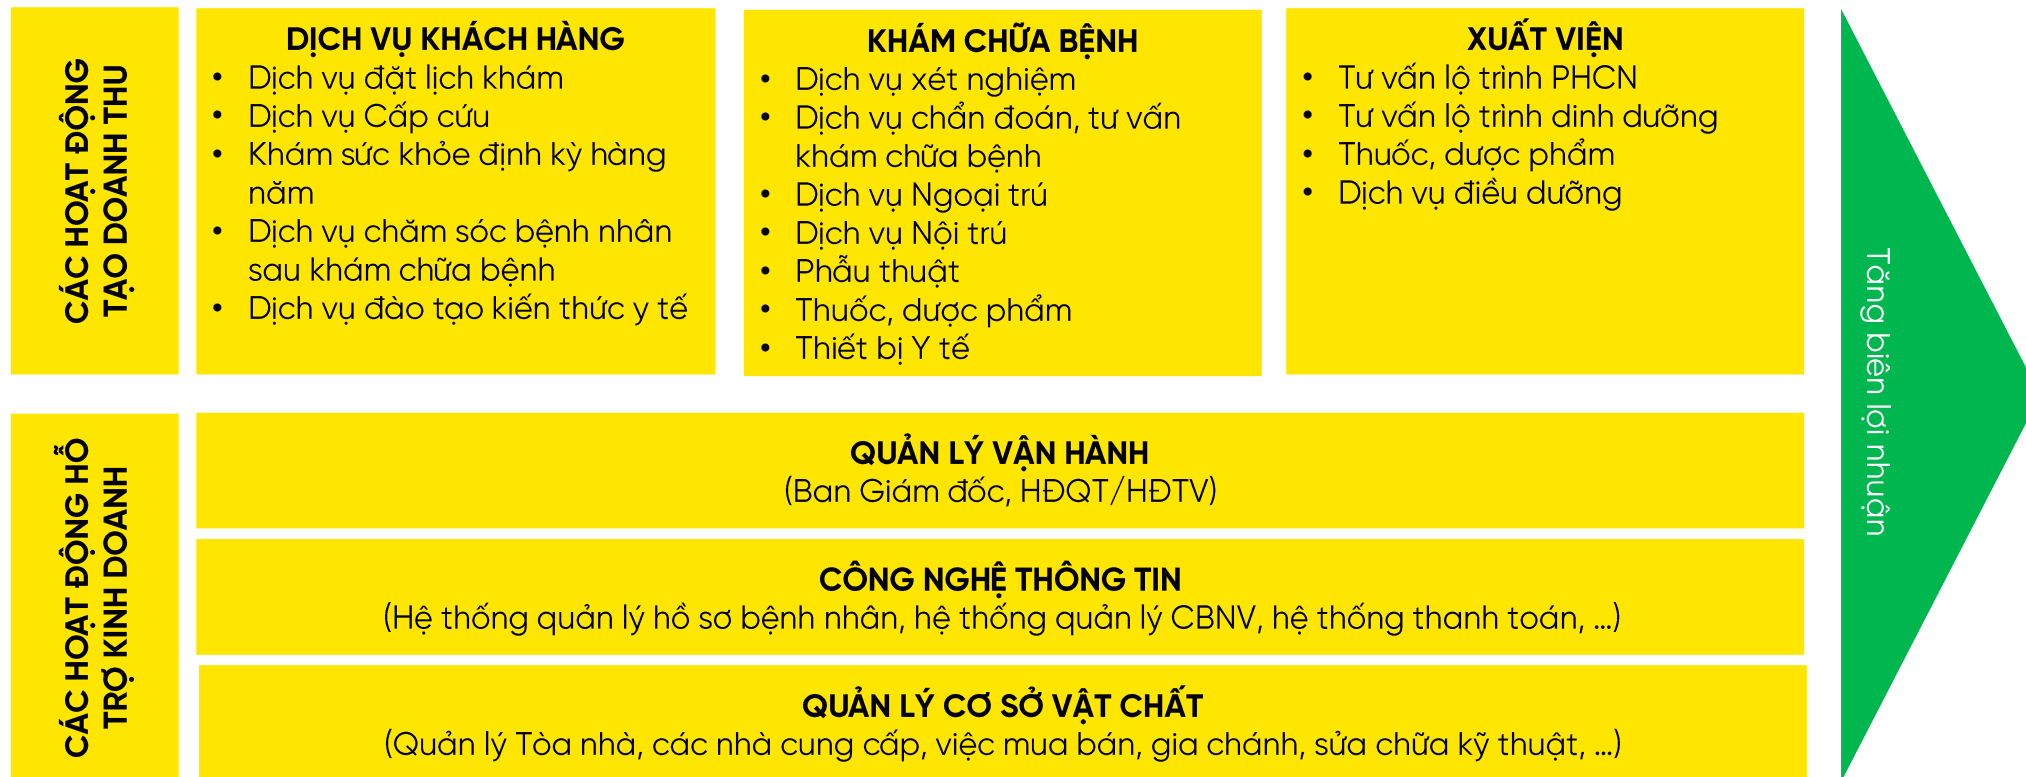 CÁC HOẠT ĐỘNG
TẠO DOANH THU
DỊCH VỤ KHÁCH HÀNG
• Dịch vụ đặt lịch khám
• Dịch vụ Cấp cứu
• Khám sức khỏe định kỳ hàng
năm
• Dịch vụ chăm sóc bệnh nhân
sau khám chữa bệnh
• Dịch vụ đào tạo kiến thức y tế
KHÁM CHỮA BỆNH
• Dịch vụ xét nghiệm
• Dịch vụ chẩn đoán, tư vấn
khám chữa bệnh
• Dịch vụ Ngoại trú
• Dịch vụ Nội trú
• Phẫu thuật
• Thuốc, dược phẩm
• Thiết bị Y tế
XUẤT VIỆN
• Tư vấn lộ trình PHCN
• Tư vấn lộ trình dinh dưỡng
• Thuốc, dược phẩm
• Dịch vụ điều dưỡng
CÁC HOẠT ĐỘNG HỖ
TRỢ KINH DOANH
QUẢN LÝ VẬN HÀNH
(Ban Giám đốc, HĐQT/HĐTV)
CÔNG NGHỆ THÔNG TIN
(Hệ thống quản lý hồ sơ bệnh nhân, hệ thống quản lý CBNV, hệ thống thanh toán, ...)
QUẢN LÝ CƠ SỞ VẬT CHẤT
(Quản lý Tòa nhà, các nhà cung cấp, việc mua bán, gia chánh, sửa chữa kỹ thuật, ...)
Tăng biên lợi nhuận